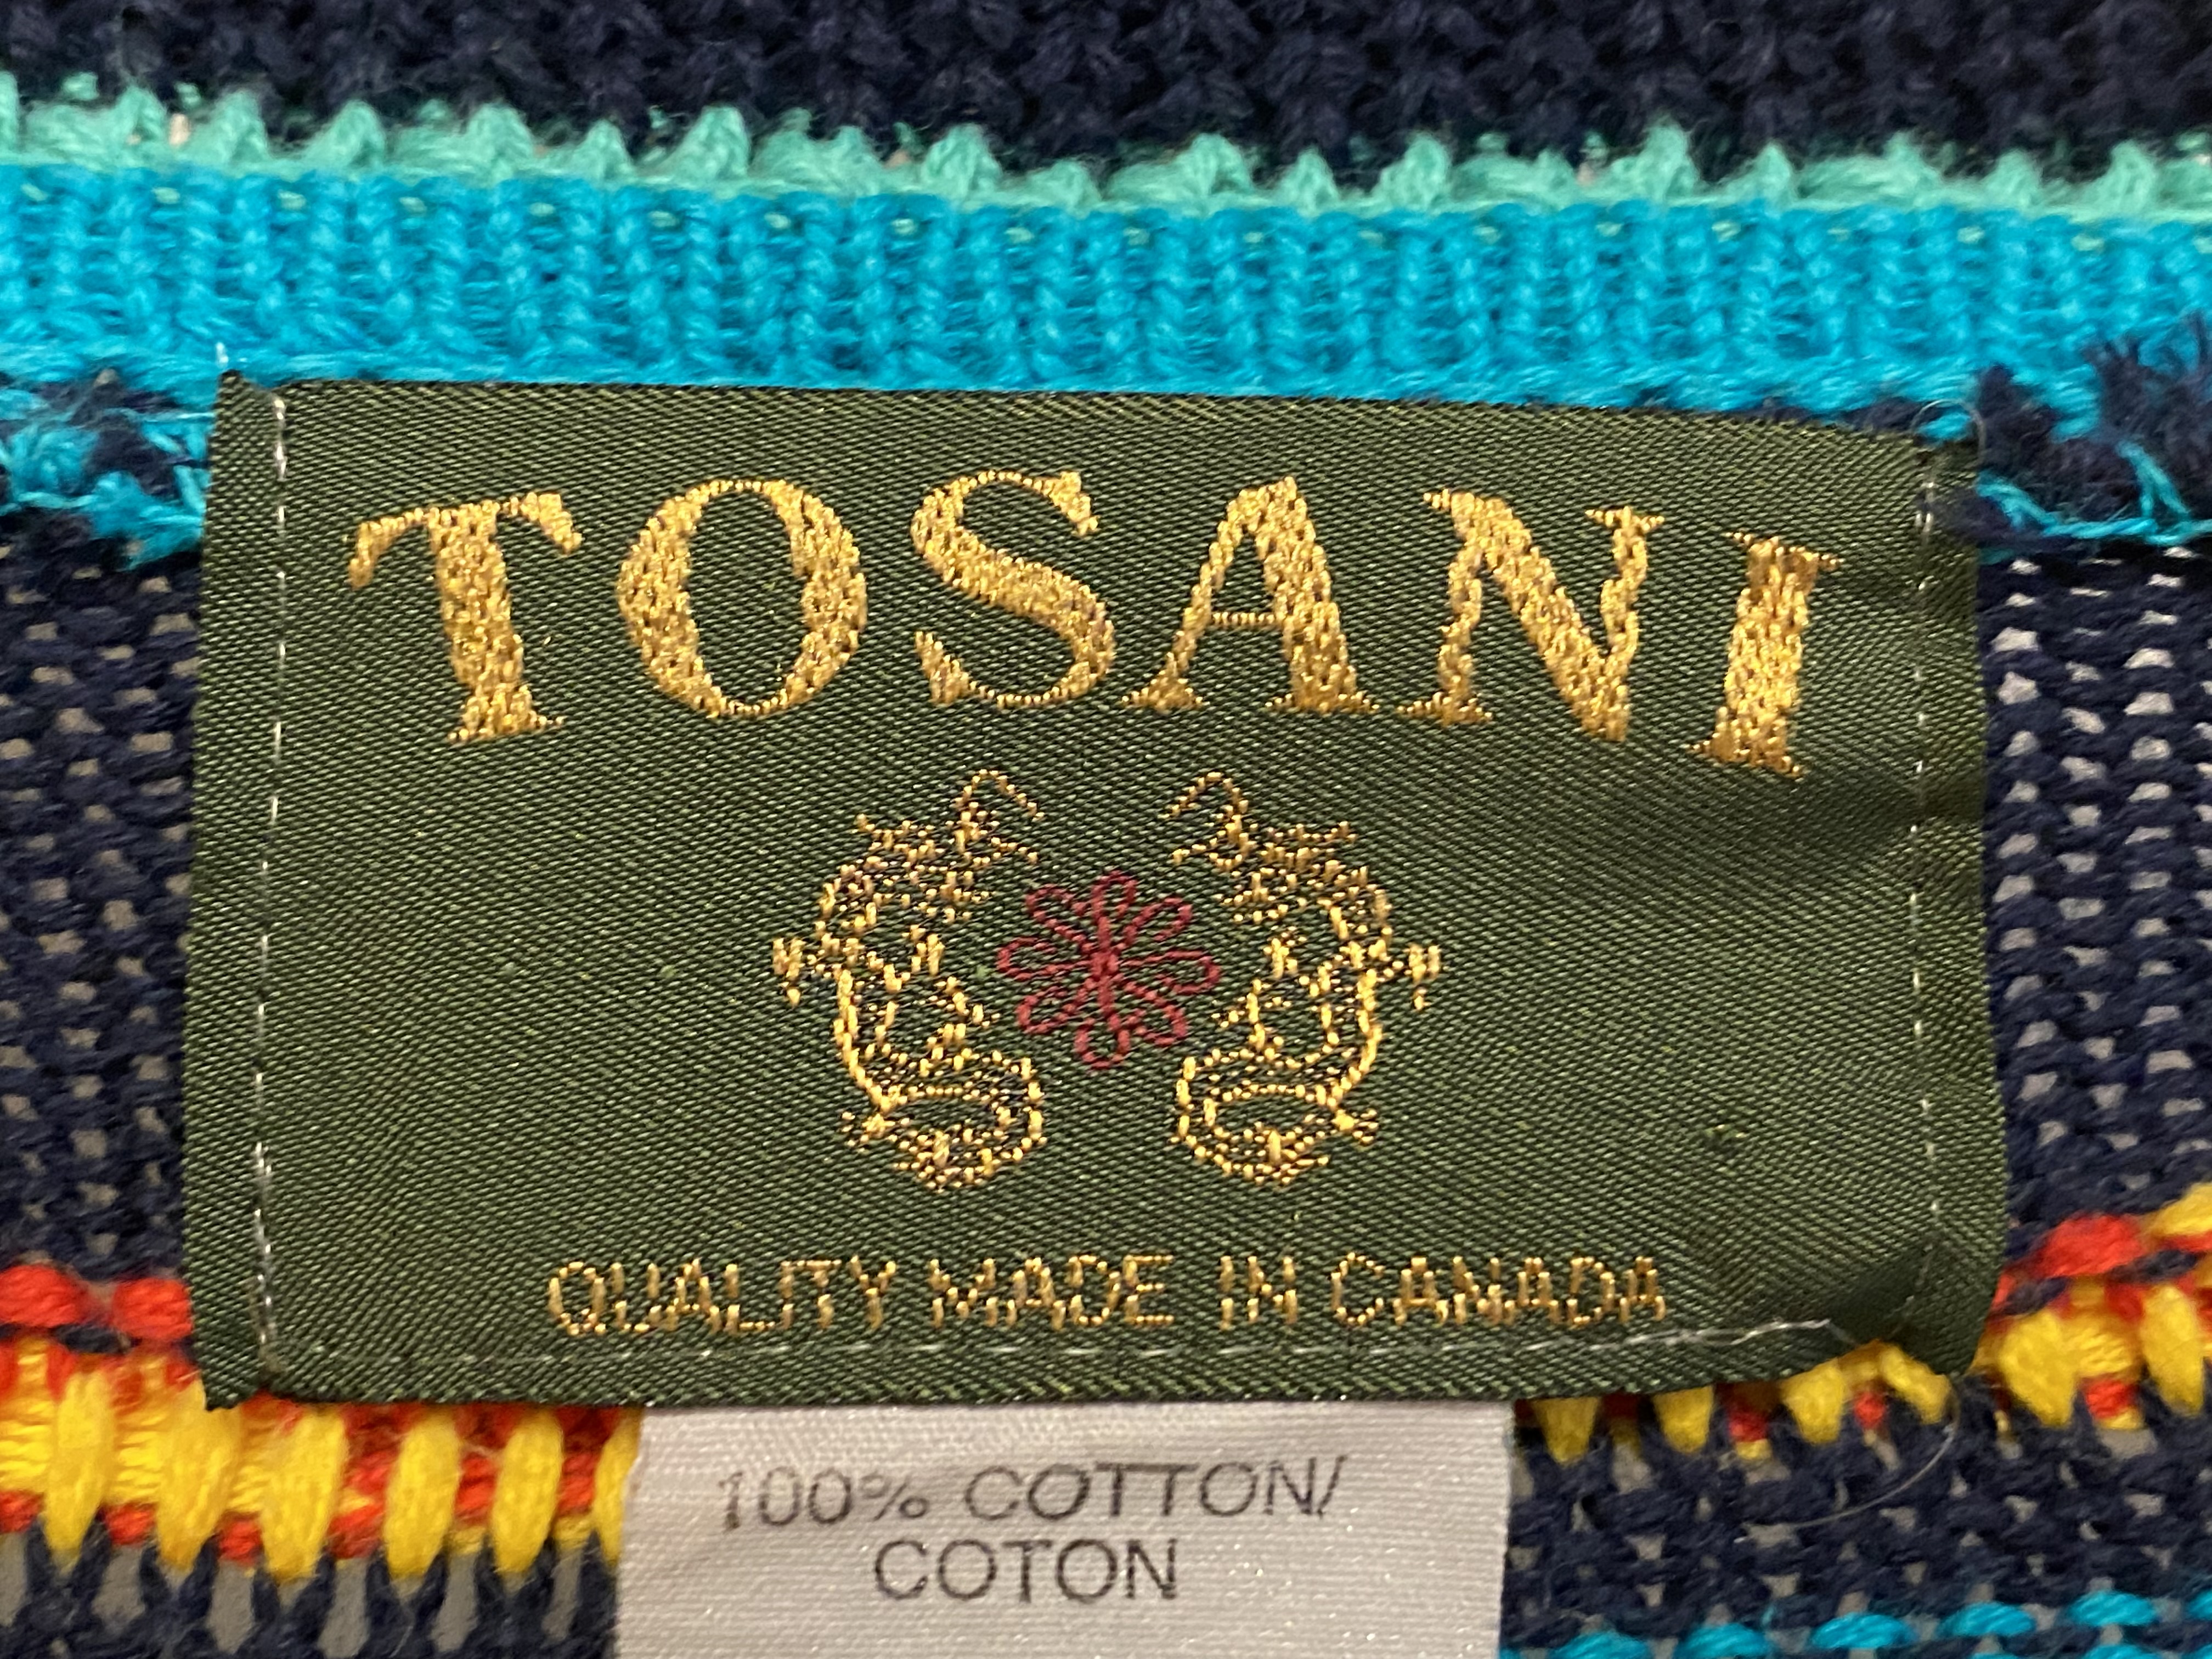 TOSANI
QUALITY MADE IN CANADA
100% COTTON/
COTON